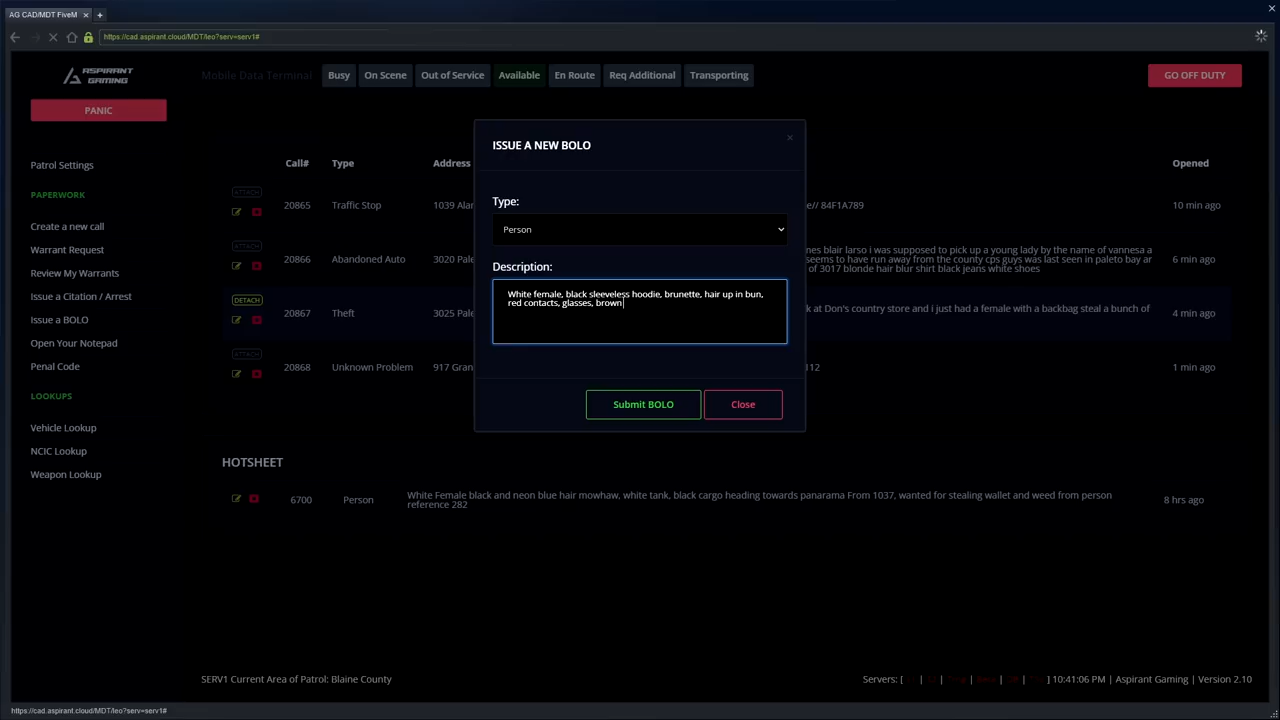 AG CAD/MDT FiveM
https://cad.aspirant.cloud/MDT/leo?serv=serv1#
ASPIRANT
GAMING
Mobile Data Terminal
Busy
On Scene
Out of Service
Available
En Route
Req Additional
Transporting
GO OFF DUTY
PANIC
Patrol Settings
PAPERWORK
Create a new call
Warrant Request
Review My Warrants
Issue a Citation / Arrest
Issue a BOLO
Open Your Notepad
Penal Code
LOOKUPS
Vehicle Lookup
NCIC Lookup
Weapon Lookup
Call# Type Address Opened
ATTACH
20865 Traffic Stop 1039 Alar e// 84F1A789 10 min ago
ATTACH
20866 Abandoned Auto 3020 Pale 6 min ago
mes blair larso i was supposed to pick up a young lady by the name of vannesa a
seems to have run away from the county cps guys was last seen in paleto bay ar
of 3017 blonde hair blur shirt black jeans white shoes
DETACH
20867 Theft 3025 Pale k at Don's country store and i just had a female with a backbag steal a bunch of 4 min ago
ATTACH
20868 Unknown Problem 917 Gran 112 1 min ago
ISSUE A NEW BOLO
×
Type:
Person
Description:
White female, black sleeveless hoodie, brunette, hair up in bun,
red contacts, glasses, brown
Submit BOLO
Close
HOTSHEET
6700 Person 8 hrs ago
White Female black and neon blue hair mowhaw, white tank, black cargo heading towards panarama From 1037, wanted for stealing wallet and weed from person
reference 282
SERV1 Current Area of Patrol: Blaine County
Servers: [ | | | | | ] 10:41:06 PM | Aspirant Gaming | Version 2.10
https://cad.aspirant.cloud/MDT/leo?serv=serv1#